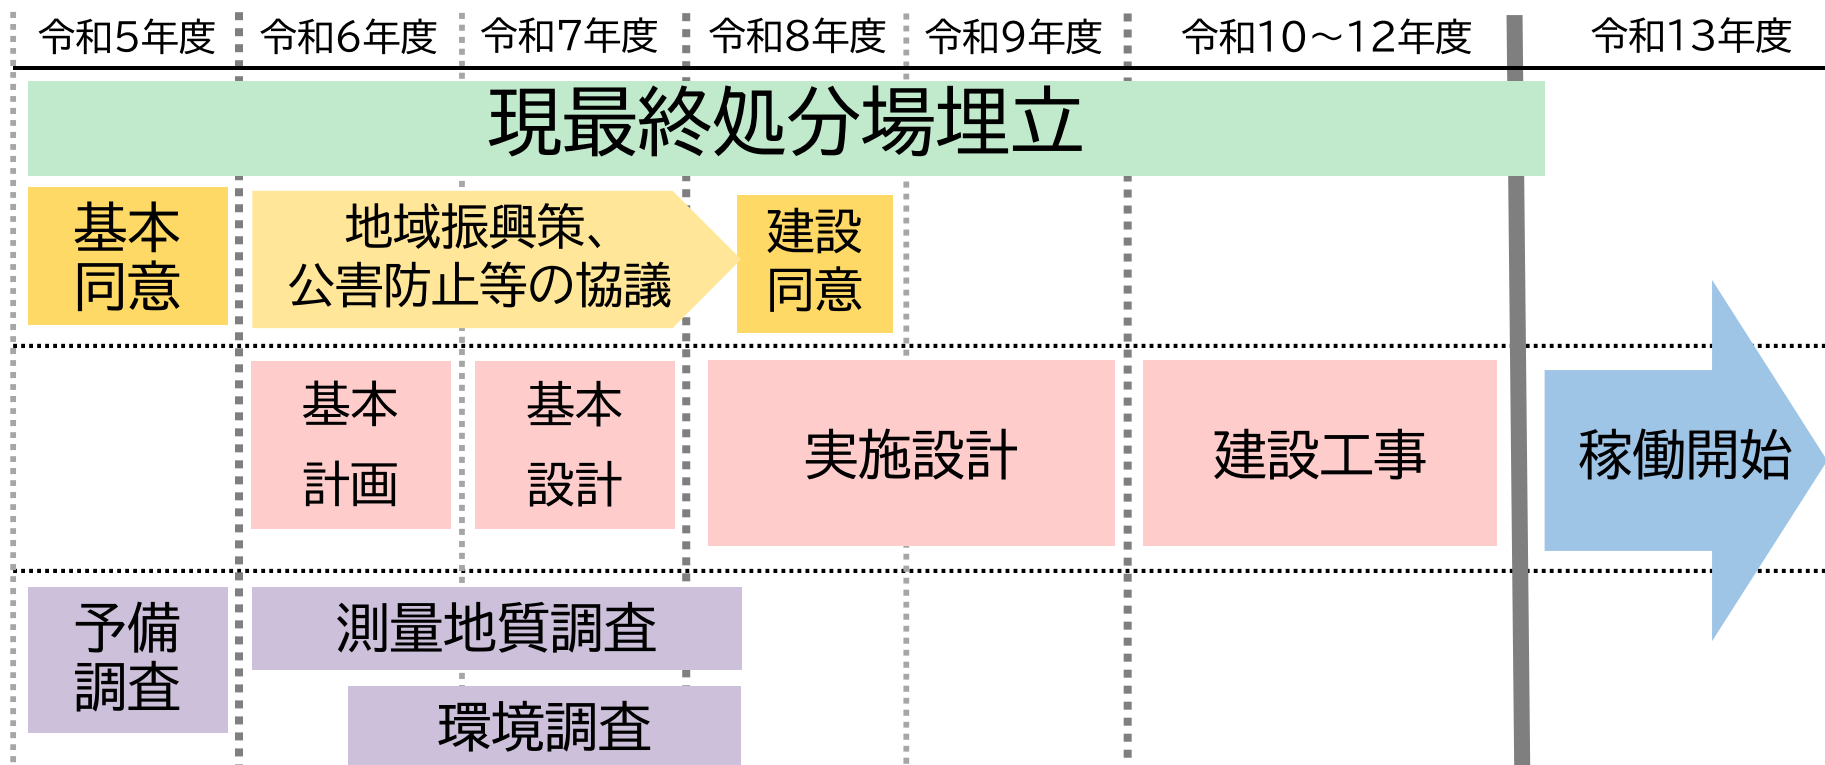 令和5年度
令和6年度
令和7年度
令和8年度
令和9年度
令和10～12年度
令和13年度
現最終処分場埋立
基本
同意
地域振興策、
公害防止等の協議
建設
同意
基本
計画
基本
設計
実施設計
建設工事
稼働開始
予備
調査
測量地質調査
環境調査